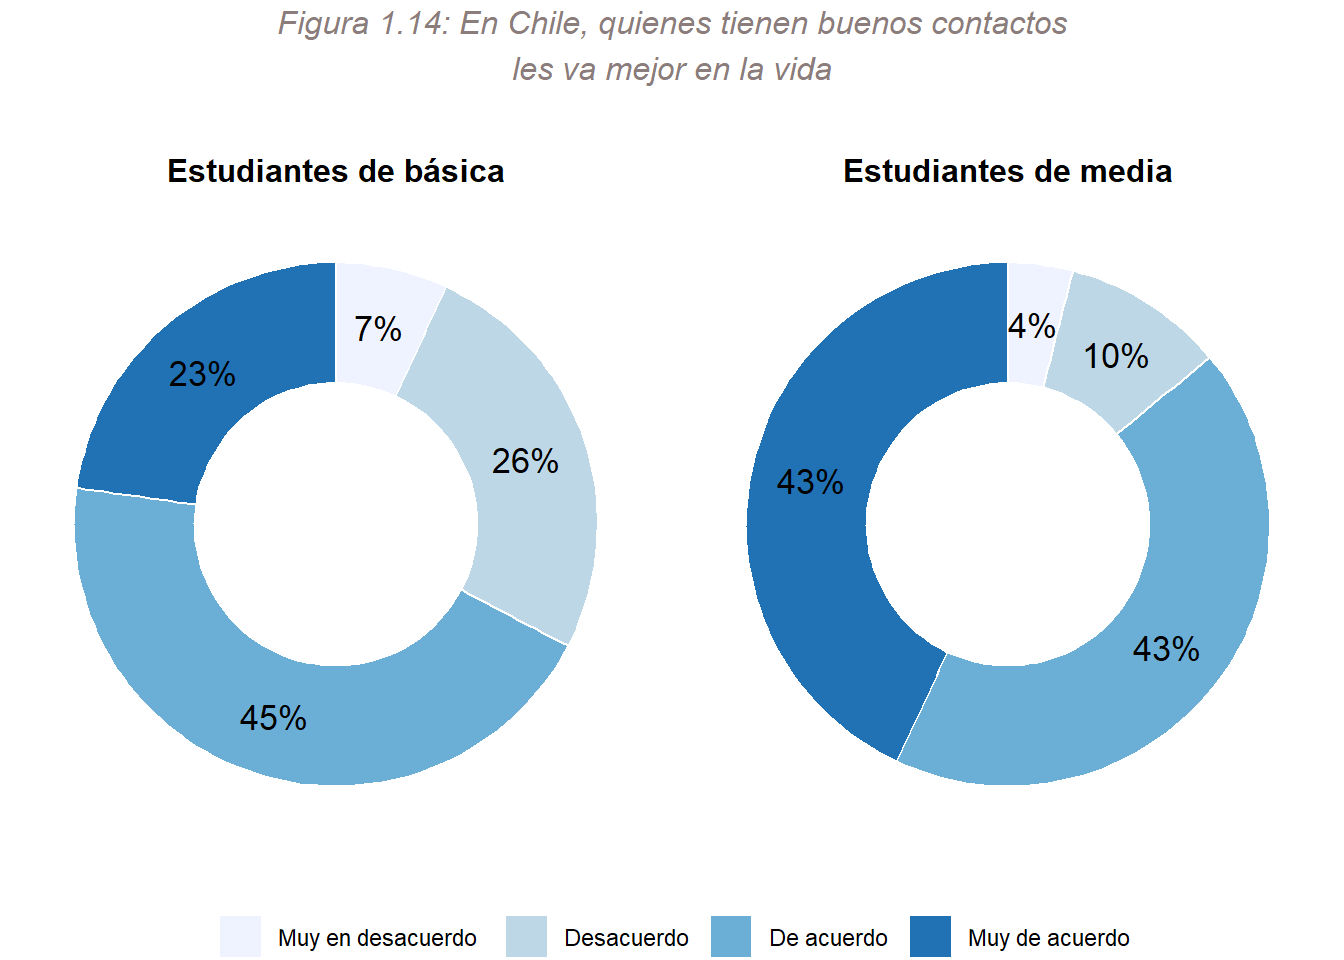 Figura 1.14: En Chile, quienes tienen buenos contactos
les va mejor en la vida
Estudiantes de básica
7%
26%
45%
23%
Estudiantes de media
4%
10%
43%
43%
Muy en desacuerdo
Desacuerdo
De acuerdo
Muy de acuerdo